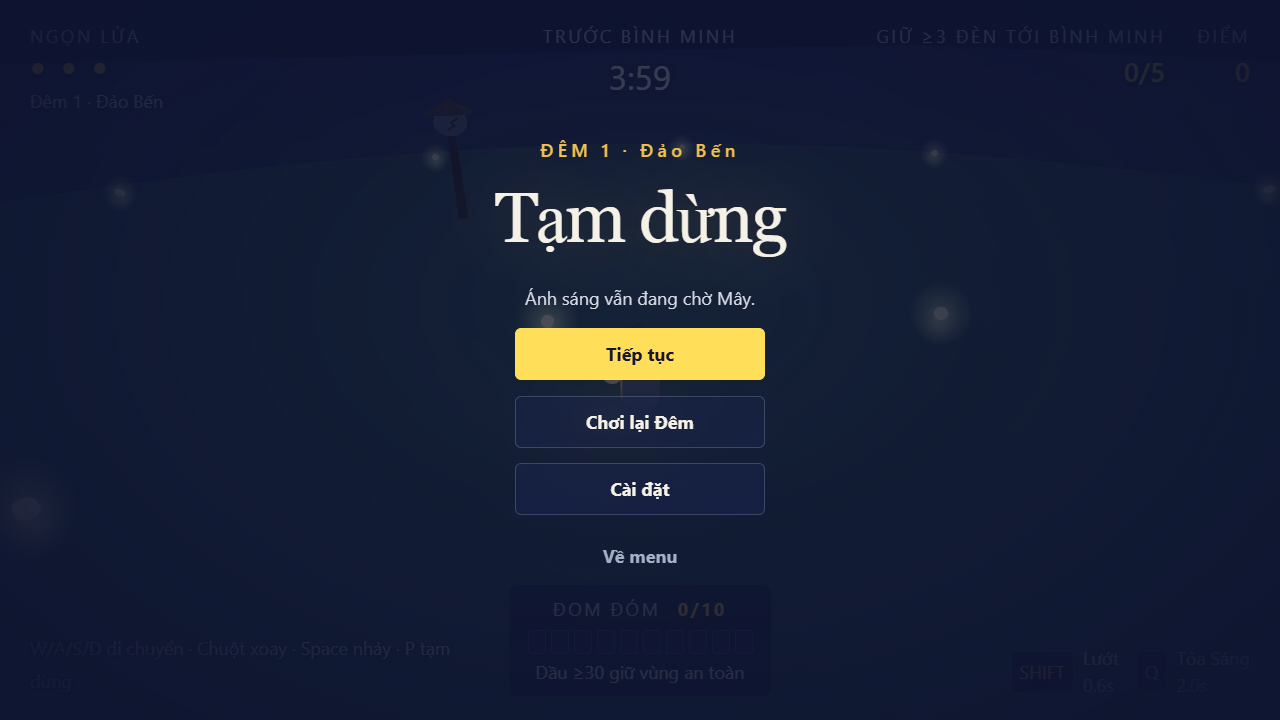 NGỌN LỬA
TRƯỚC BÌNH MINH
GIỮ ≥3 ĐÈN TỚI BÌNH MINH
ĐIỂM
3:59
0/5
0
Đêm 1 · Đảo Bến
ĐÊM 1 · Đảo Bến
Tạm dừng
Ánh sáng vẫn đang chờ Mây.
Tiếp tục
Chơi lại Đêm
Cài đặt
Về menu
ĐOM ĐÓM 0/10
Dầu ≥30 giữ vùng an toàn
W/A/S/D di chuyển · Chuột xoay · Space nhảy · P tạm
dừng
SHIFT
Lướt
0.6s
Q
Tỏa Sáng
2.0s